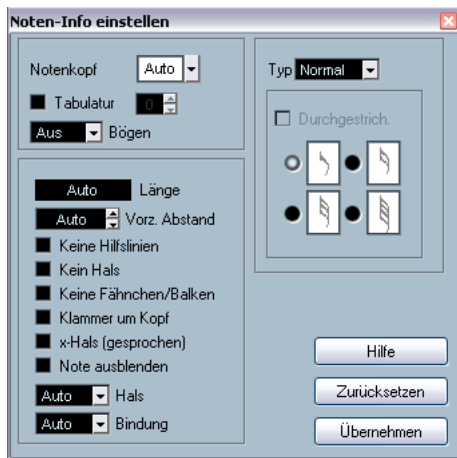 Noten-Info einstellen
Notenkopf Auto
Tabulatur 0
Aus Bögen
Auto Länge
Auto Vorz. Abstand
Keine Hilfslinien
Kein Hals
Keine Fähnchen/Balken
Klammer um Kopf
x-Hals (gesprochen)
Note ausblenden
Auto Hals
Auto Bindung
Typ Normal
Durchgestrich.
Hilfe
Zurücksetzen
Übernehmen